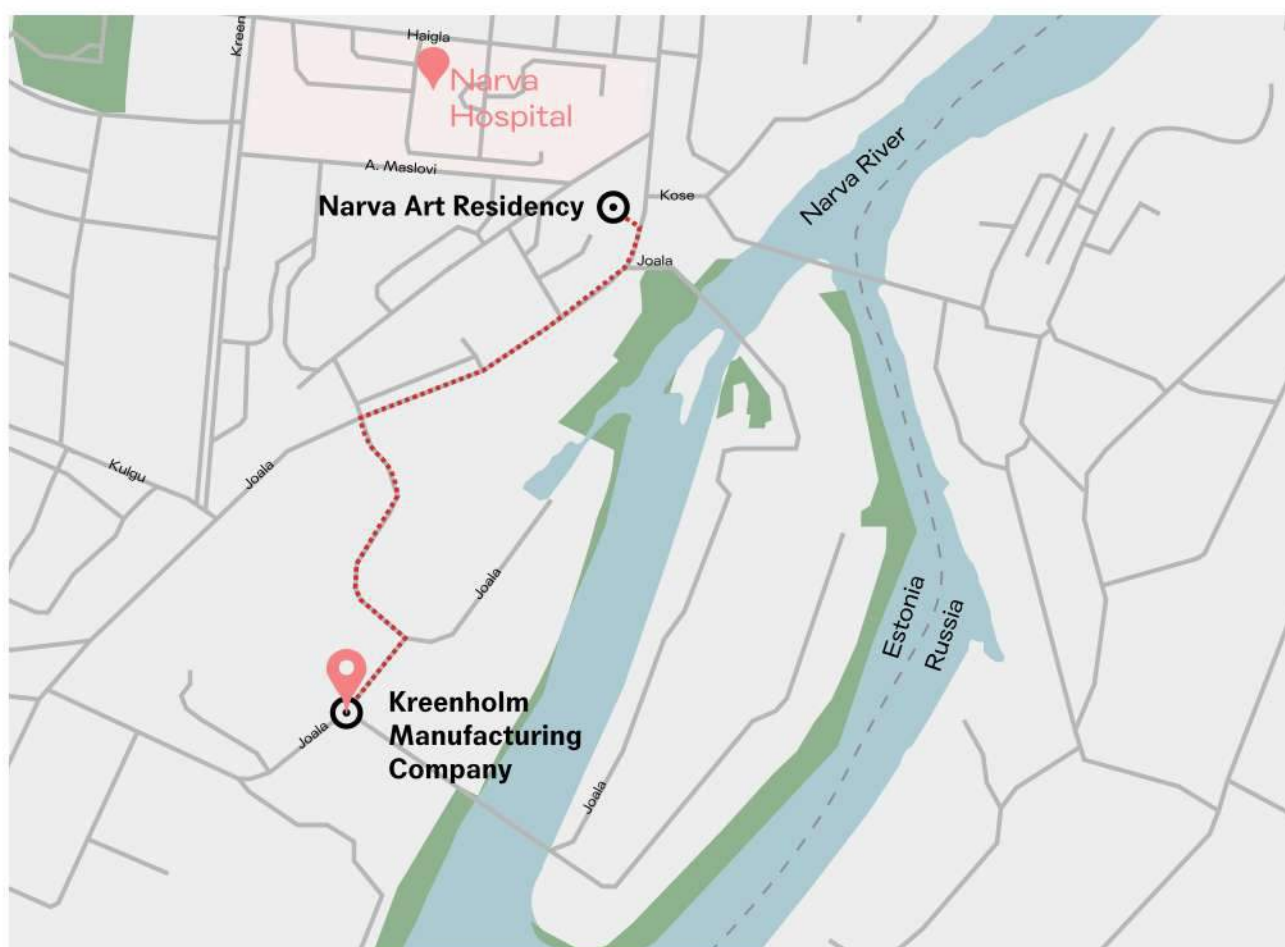 Haigla
Kreen
Narva
Hospital
A. Maslovi
Narva Art Residency
Kose
Narva River
Joala
Kulgu
Joala
Joala
Estonia
Russia
Kreenholm
Manufacturing
Company
Joala
Joala